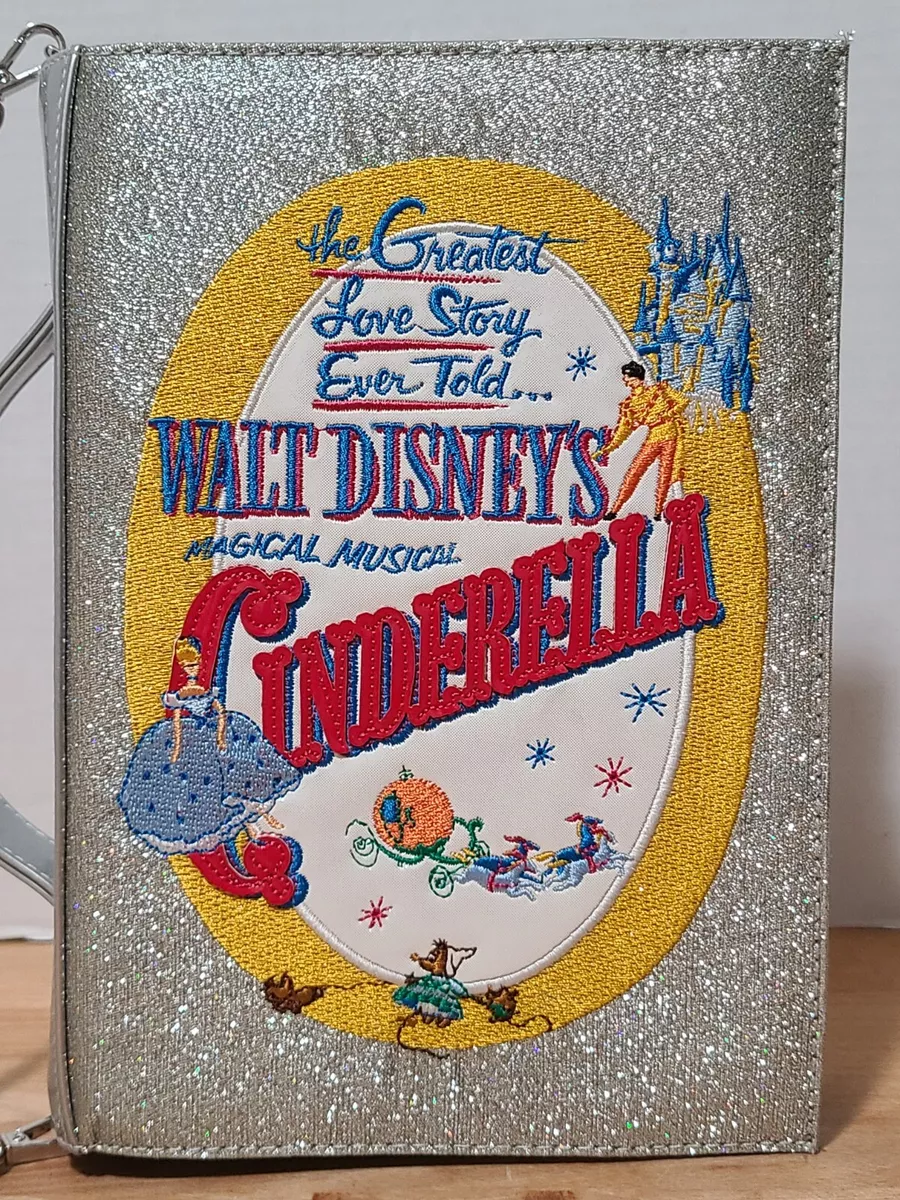 the Greatest
Love Story
Ever Told...
WALT DISNEY'S
MAGICAL MUSICAL
CINDERELLA